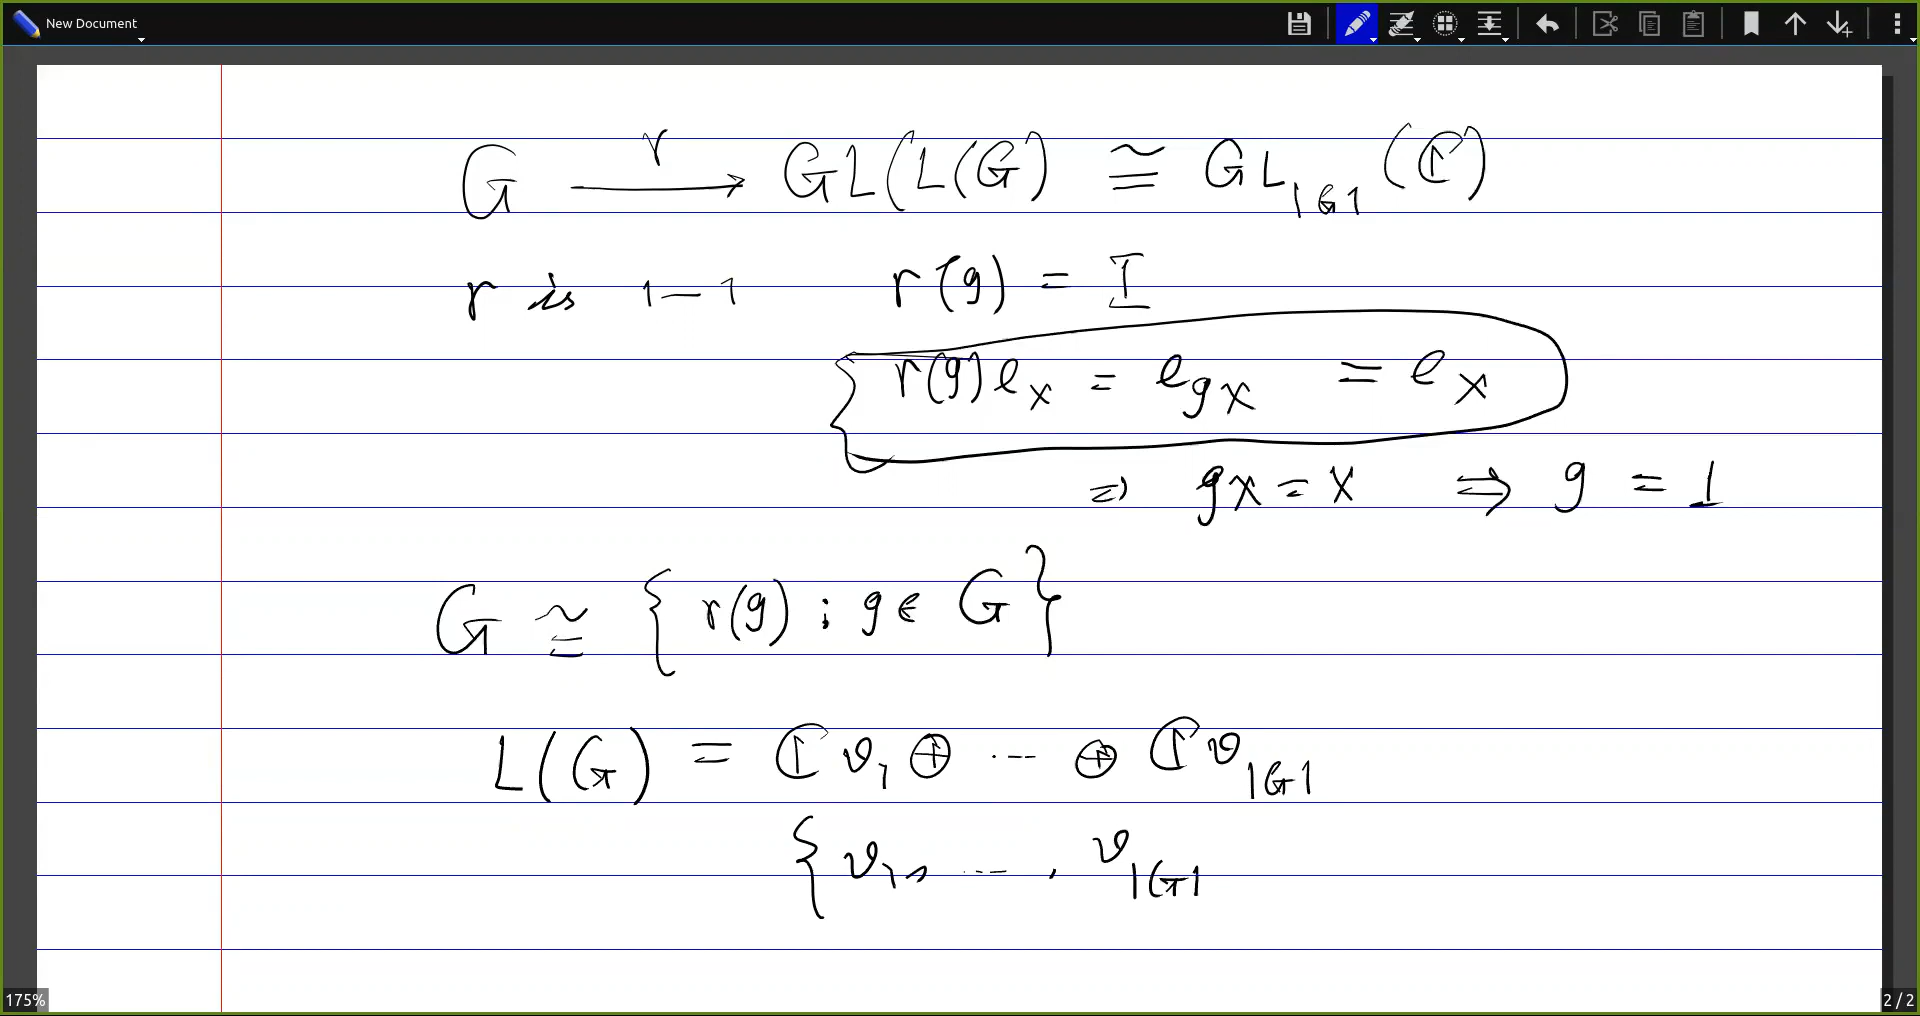 New Document
G \xrightarrow{r} GL(L(G) ≅ GL_{|G|}(ℂ)
r is 1-1 r(g) = I
{ r(g)e_x = e_{gx} = e_x
⇒ gx = x ⇒ g = 1
G ≅ { r(g) ; g ∈ G }
L(G) = ℂv_1 ⊕ ... ⊕ ℂv_{|G|}
{ v_1, ..., v_{|G|}
175%
2 / 2